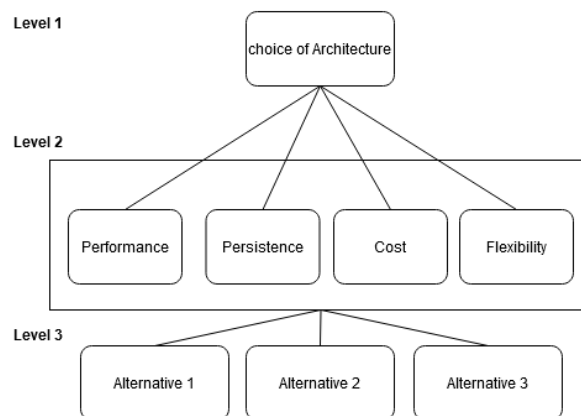 Level 1
choice of Architecture
Level 2
Performance
Persistence
Cost
Flexibility
Level 3
Alternative 1
Alternative 2
Alternative 3